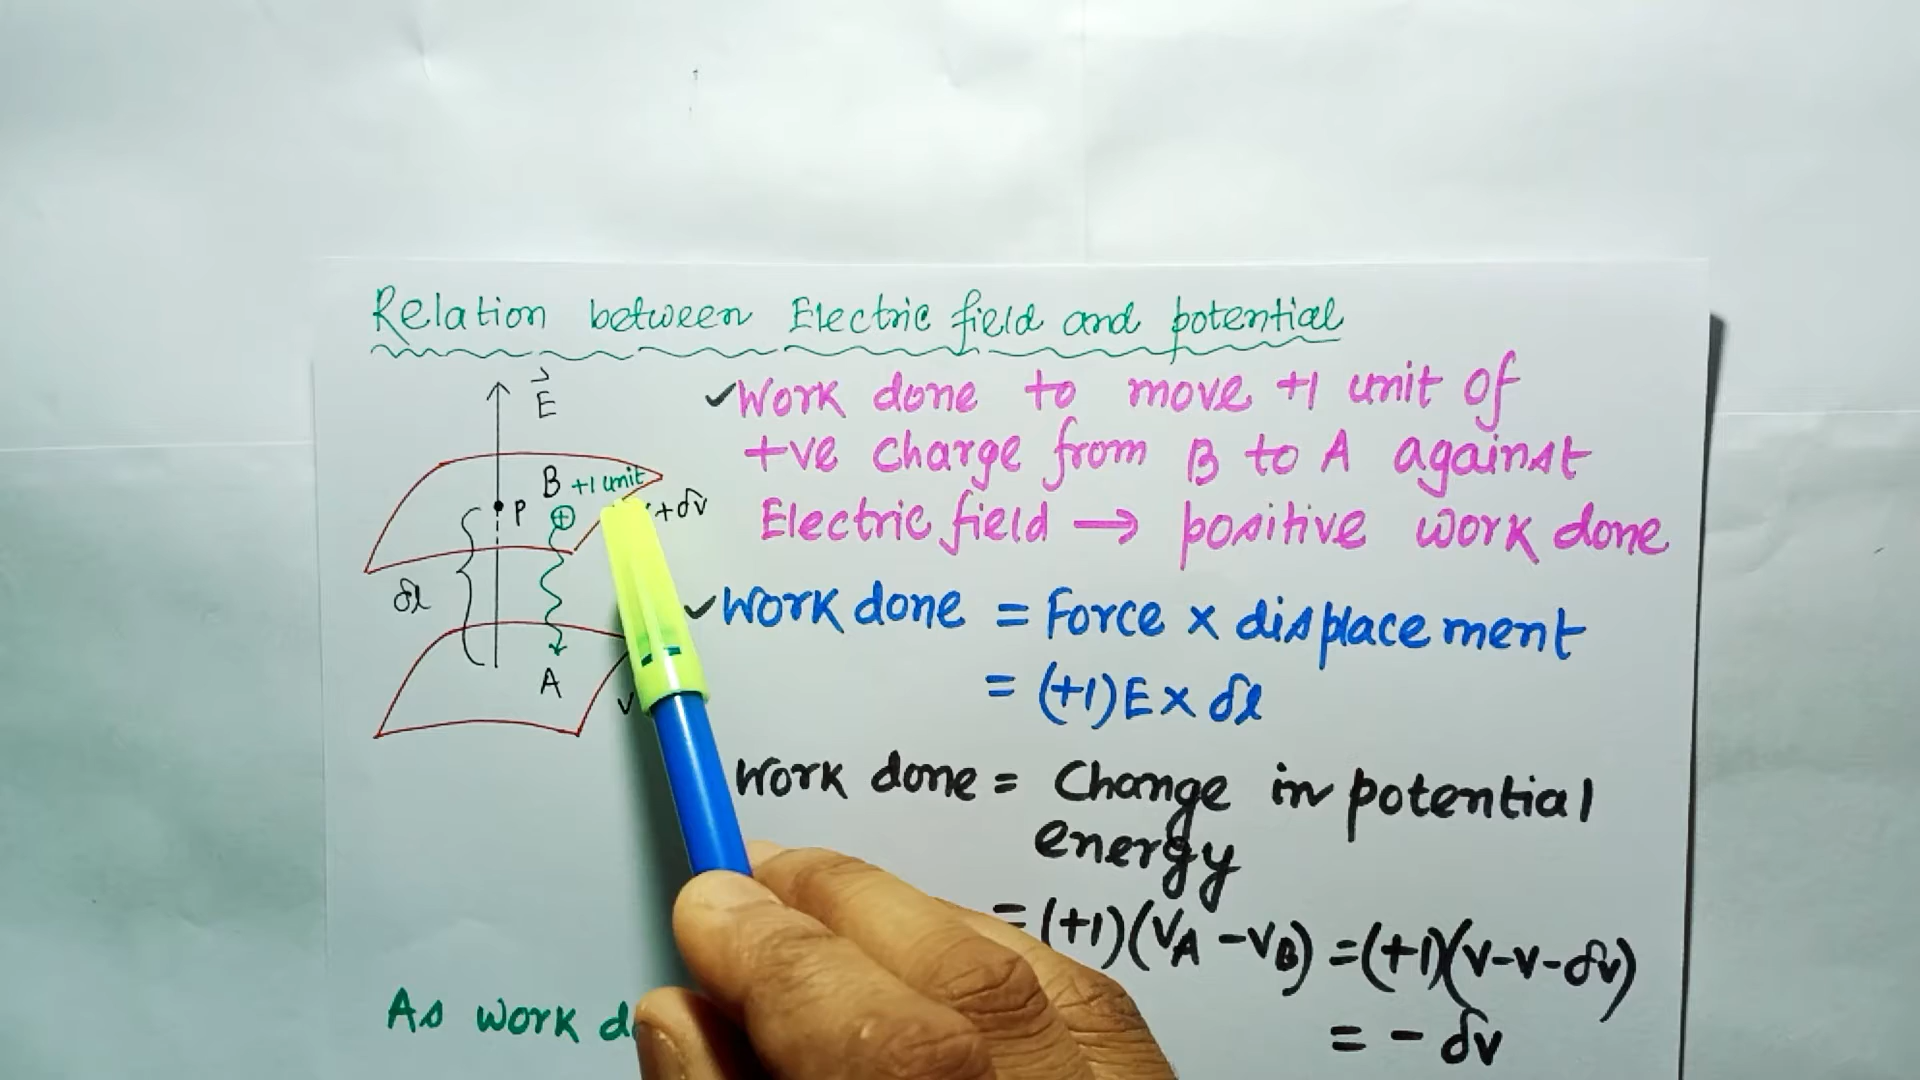 Relation between Electric field and potential
E
B +1 unit
P
+δv
δl
A
V
✓Work done to move +1 unit of
+ve charge from B to A against
Electric field → positive work done
✓Work done = Force × displacement
= (+1)E × δl
Work done = Change in potential
energy
= (+1)(VA - VB) = (+1)(V-V-δV)
= - δV
As work